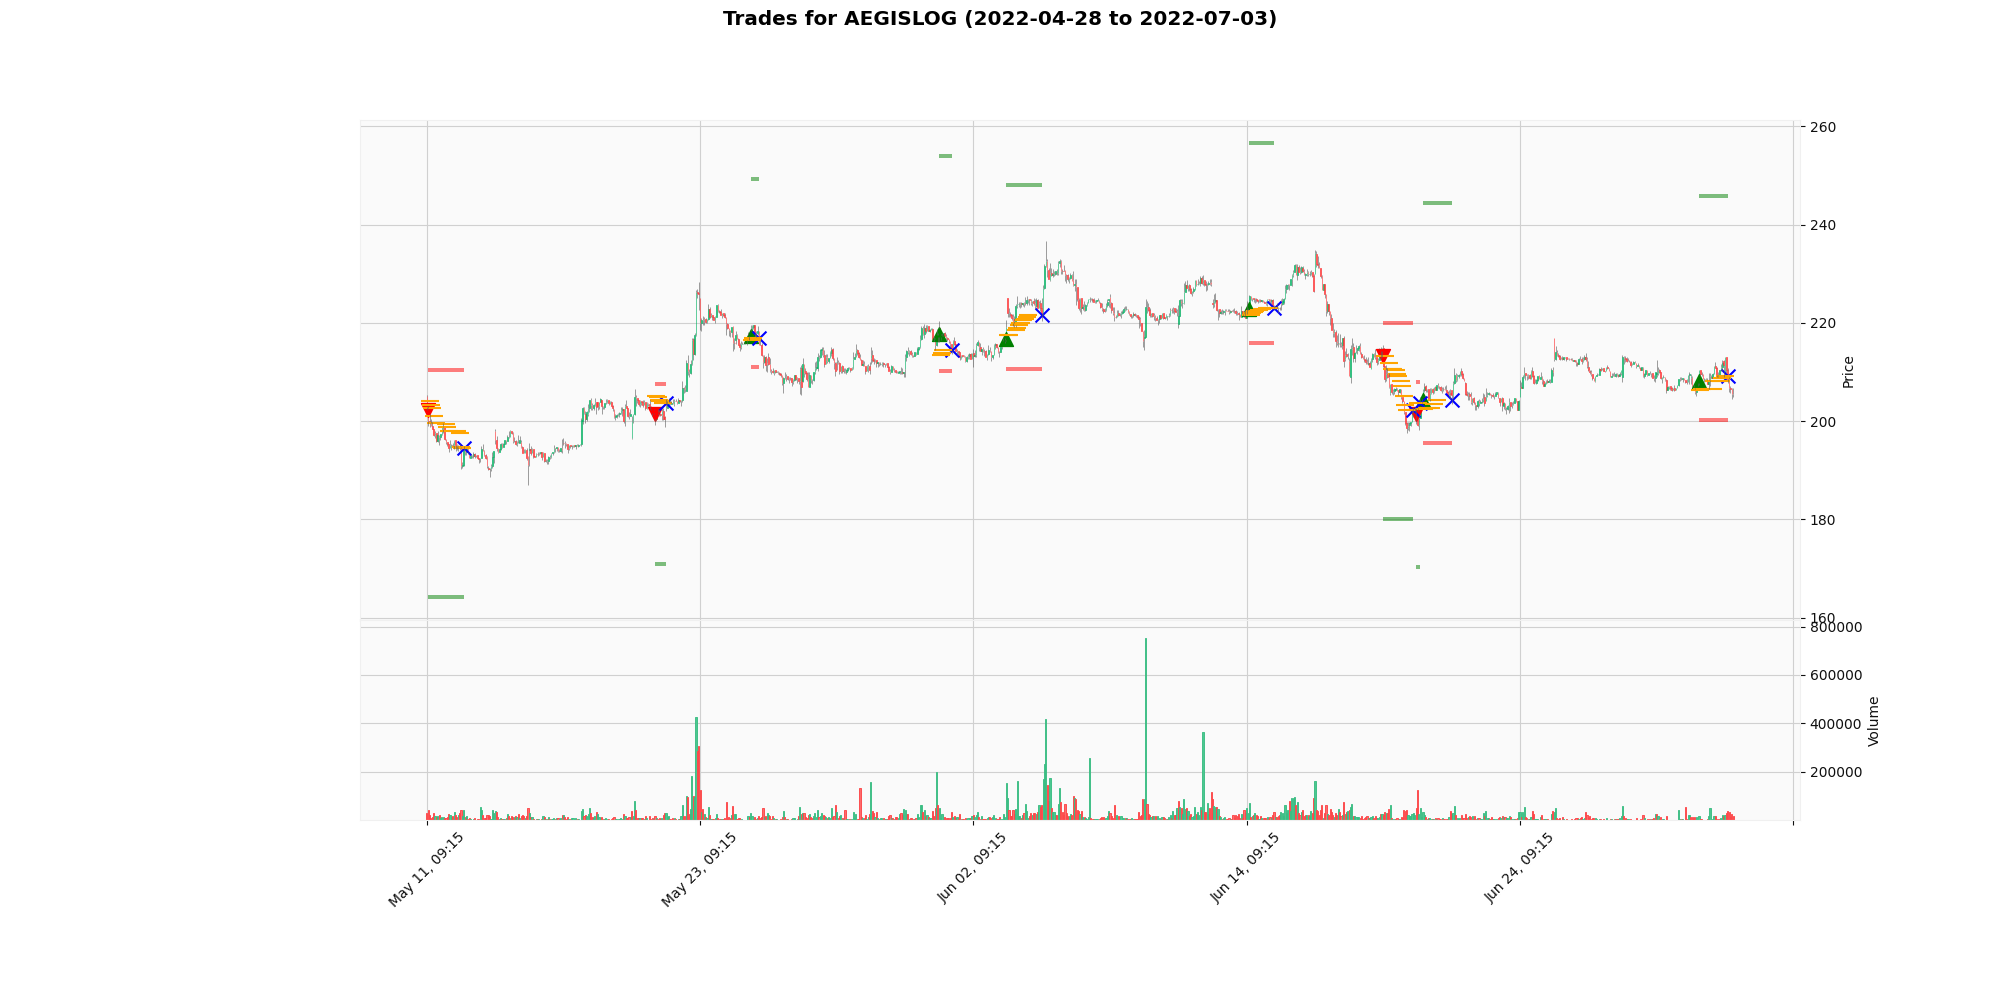 Trades for AEGISLOG (2022-04-28 to 2022-07-03)
260
240
220
200
180
160
Price
800000
600000
400000
200000
Volume
May 11, 09:15
May 23, 09:15
Jun 02, 09:15
Jun 14, 09:15
Jun 24, 09:15